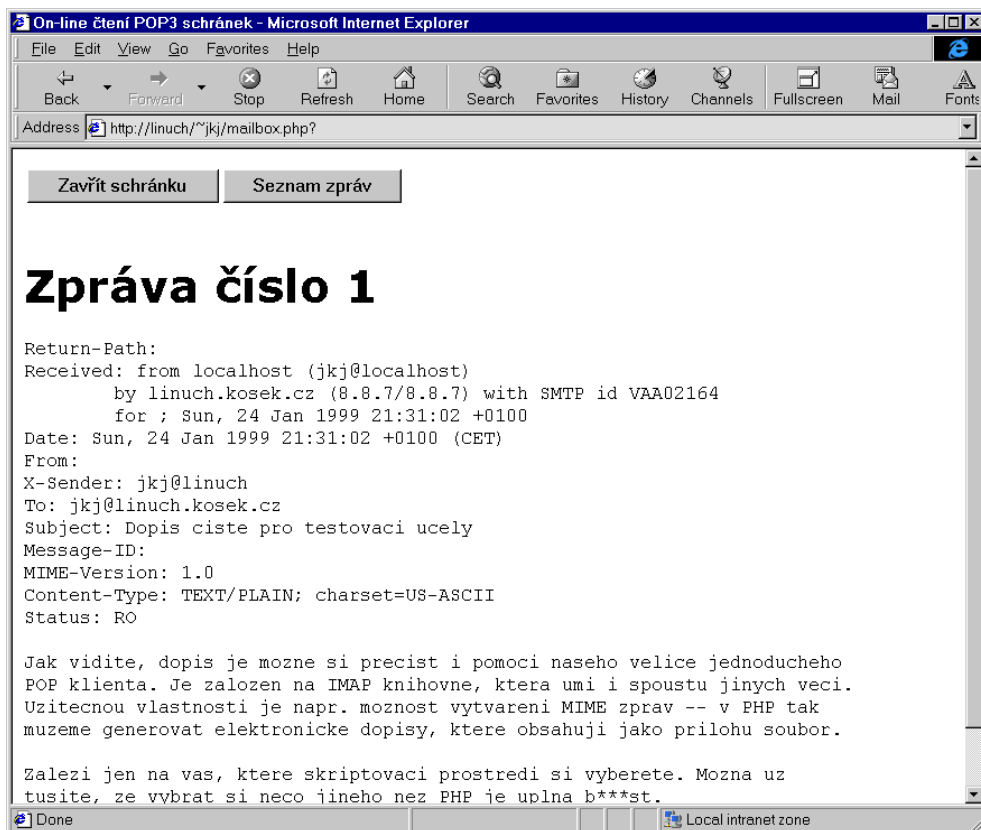 On-line čtení POP3 schránek - Microsoft Internet Explorer
File Edit View Go Favorites Help
Back Forward Stop Refresh Home Search Favorites History Channels Fullscreen Mail Fonts
Address http://linuch/~jkj/mailbox.php?
Zavřít schránku Seznam zpráv
Zpráva číslo 1
Return-Path:
Received: from localhost (jkj@localhost)
by linuch.kosek.cz (8.8.7/8.8.7) with SMTP id VAA02164
for ; Sun, 24 Jan 1999 21:31:02 +0100
Date: Sun, 24 Jan 1999 21:31:02 +0100 (CET)
From:
X-Sender: jkj@linuch
To: jkj@linuch.kosek.cz
Subject: Dopis ciste pro testovaci ucely
Message-ID:
MIME-Version: 1.0
Content-Type: TEXT/PLAIN; charset=US-ASCII
Status: RO
Jak vidite, dopis je mozne si precist i pomoci naseho velice jednoducheho
POP klienta. Je zalozen na IMAP knihovne, ktera umi i spoustu jinych veci.
Uzitecnou vlastnosti je napr. moznost vytvareni MIME zprav -- v PHP tak
muzeme generovat elektronicke dopisy, ktere obsahuji jako prilohu soubor.
Zalezi jen na vas, ktere skriptovaci prostredi si vyberete. Mozna uz
tusite, ze vybrat si neco jineho nez PHP je uplna b***st.
Done Local intranet zone